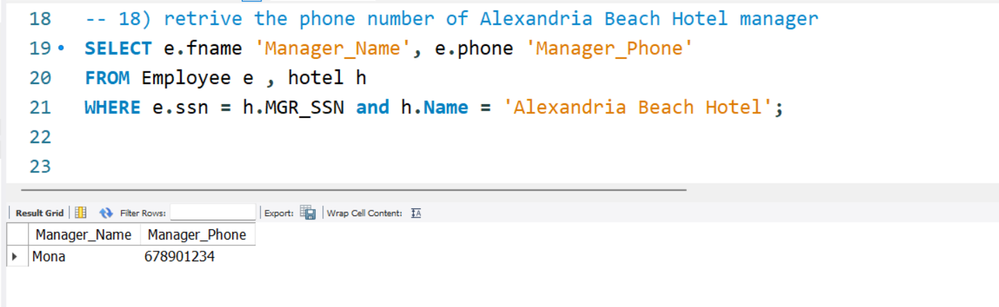 18 -- 18) retrive the phone number of Alexandria Beach Hotel manager
19 SELECT e.fname 'Manager_Name', e.phone 'Manager_Phone'
20 FROM Employee e , hotel h
21 WHERE e.ssn = h.MGR_SSN and h.Name = 'Alexandria Beach Hotel';
22
23
Result Grid Filter Rows: Export: Wrap Cell Content:
Manager_Name Manager_Phone
Mona 678901234